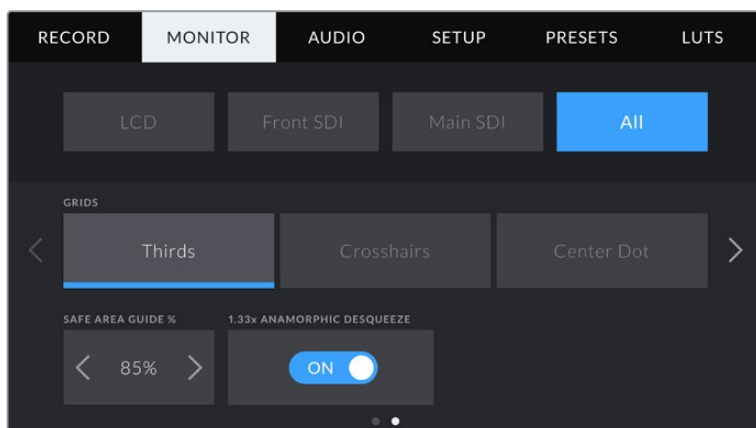 RECORD MONITOR AUDIO SETUP PRESETS LUTS
LCD Front SDI Main SDI All
GRIDS
Thirds Crosshairs Center Dot
SAFE AREA GUIDE % 1.33x ANAMORPHIC DESQUEEZE
85% ON